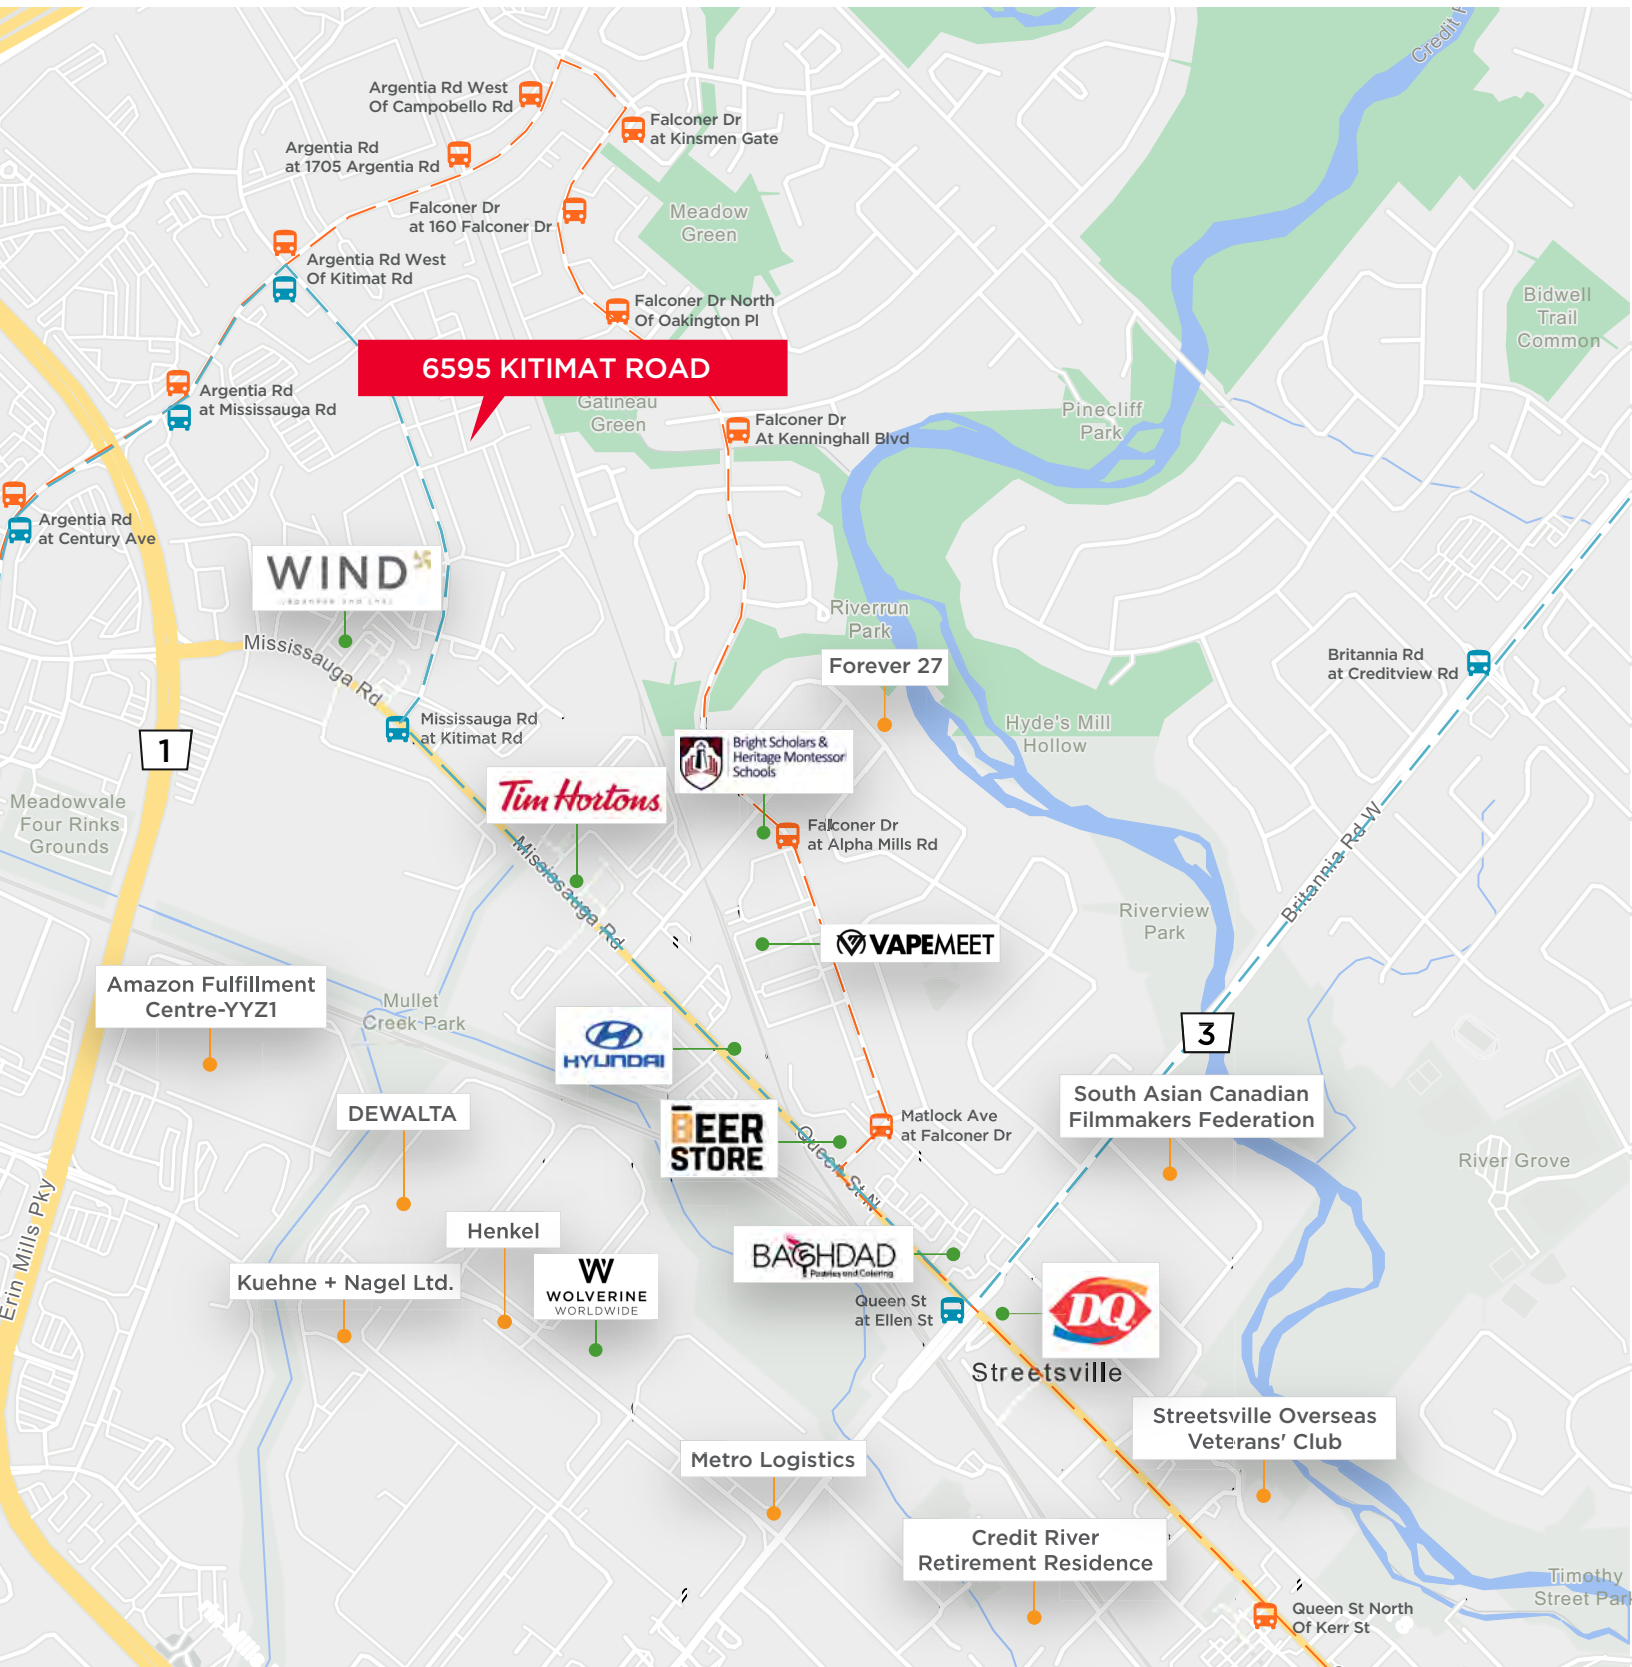 Credit R
Argentia Rd West
Of Campobello Rd
Falconer Dr
at Kinsmen Gate
Argentia Rd
at 1705 Argentia Rd
Falconer Dr
at 160 Falconer Dr
Meadow
Green
Argentia Rd West
Of Kitimat Rd
Falconer Dr North
Of Oakington Pl
Bidwell
Trail
Common
6595 KITIMAT ROAD
Argentia Rd
at Mississauga Rd
Gatineau
Green
Falconer Dr
At Kenninghall Blvd
Pinecliff
Park
Argentia Rd
at Century Ave
WIND
Riverrun
Park
Mississauga Rd
Forever 27
Britannia Rd
at Creditview Rd
Mississauga Rd
at Kitimat Rd
Hyde's Mill
Hollow
1
Bright Scholars &
Heritage Montessor
Schools
Tim Hortons
Meadowvale
Four Rinks
Grounds
Falconer Dr
at Alpha Mills Rd
Mississauga Rd
Britannia Rd W
Riverview
Park
VAPEMEET
Amazon Fulfillment
Centre-YYZ1
Mullet
Creek Park
HYUNDAI
3
DEWALTA
South Asian Canadian
Filmmakers Federation
BEER
STORE
Matlock Ave
at Falconer Dr
Queen St N
River Grove
Erin Mills Pky
Henkel
BAGHDAD
Pastries and Catering
Kuehne + Nagel Ltd.
W
WOLVERINE
WORLDWIDE
Queen St
at Ellen St
DQ
Streetsville
Streetsville Overseas
Veterans' Club
Metro Logistics
Credit River
Retirement Residence
Timothy
Street Park
Queen St North
Of Kerr St